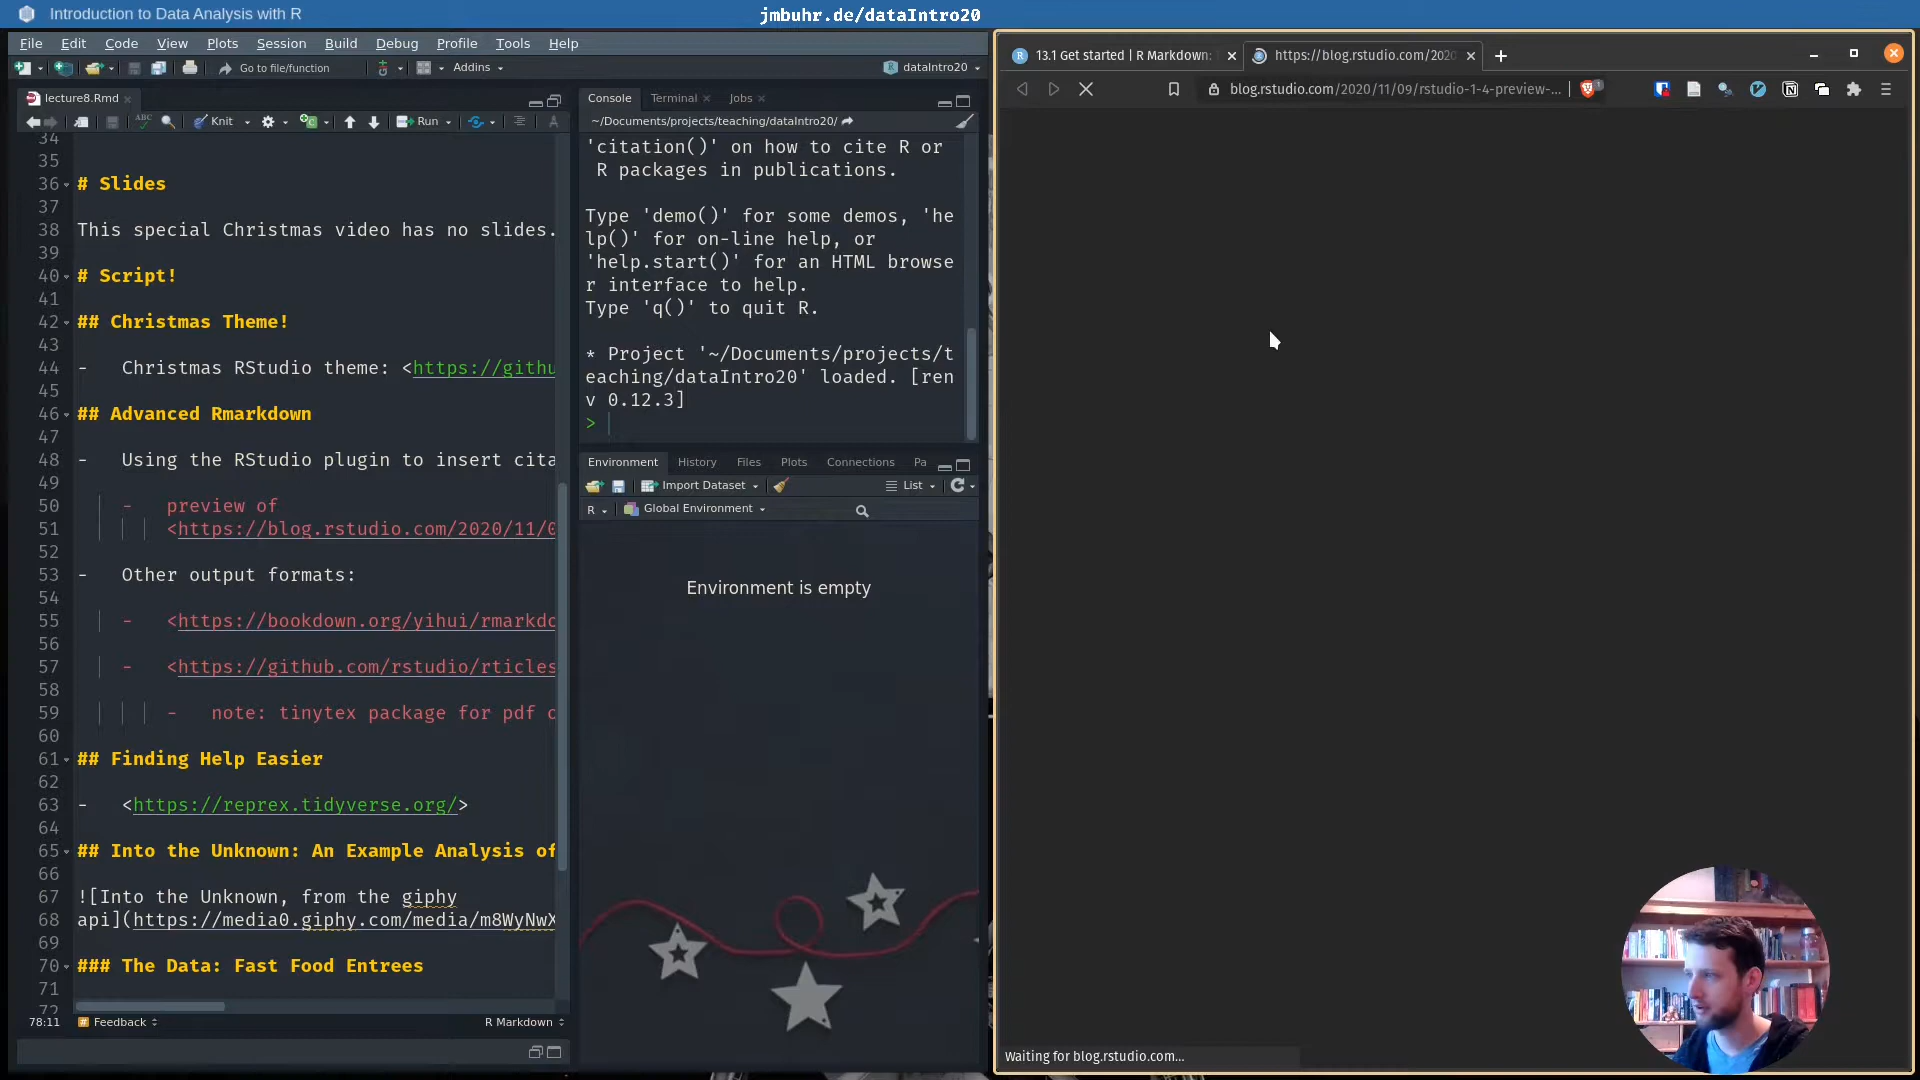 Introduction to Data Analysis with R
jmbuhr.de/dataIntro20
File Edit Code View Plots Session Build Debug Profile Tools Help
Go to file/function
Addins
dataIntro20
lecture8.Rmd
Knit
Run
34
35
36 # Slides
37
38 This special Christmas video has no slides.
39
40 # Script!
41
42 ## Christmas Theme!
43
44 - Christmas RStudio theme: <https://githu
45
46 ## Advanced Rmarkdown
47
48 - Using the RStudio plugin to insert cita
49
50 - preview of
51 <https://blog.rstudio.com/2020/11/0
52
53 - Other output formats:
54
55 - <https://bookdown.org/yihui/rmarkdo
56
57 - <https://github.com/rstudio/rticles
58
59 - note: tinytex package for pdf c
60
61 ## Finding Help Easier
62
63 - <https://reprex.tidyverse.org/>
64
65 ## Into the Unknown: An Example Analysis of
66
67 ![Into the Unknown, from the giphy
68 api](https://media0.giphy.com/media/m8WyNwX
69
70 ### The Data: Fast Food Entrees
71
72
78:11 # Feedback R Markdown
Console Terminal Jobs
~/Documents/projects/teaching/dataIntro20/
'citation()' on how to cite R or
R packages in publications.
Type 'demo()' for some demos, 'he
lp()' for on-line help, or
'help.start()' for an HTML browse
r interface to help.
Type 'q()' to quit R.
* Project '~/Documents/projects/t
eaching/dataIntro20' loaded. [ren
v 0.12.3]
>
Environment History Files Plots Connections Pa
Import Dataset
List
R
Global Environment
Environment is empty
13.1 Get started | R Markdown:
https://blog.rstudio.com/2020
blog.rstudio.com/2020/11/09/rstudio-1-4-preview-...
1
Waiting for blog.rstudio.com...